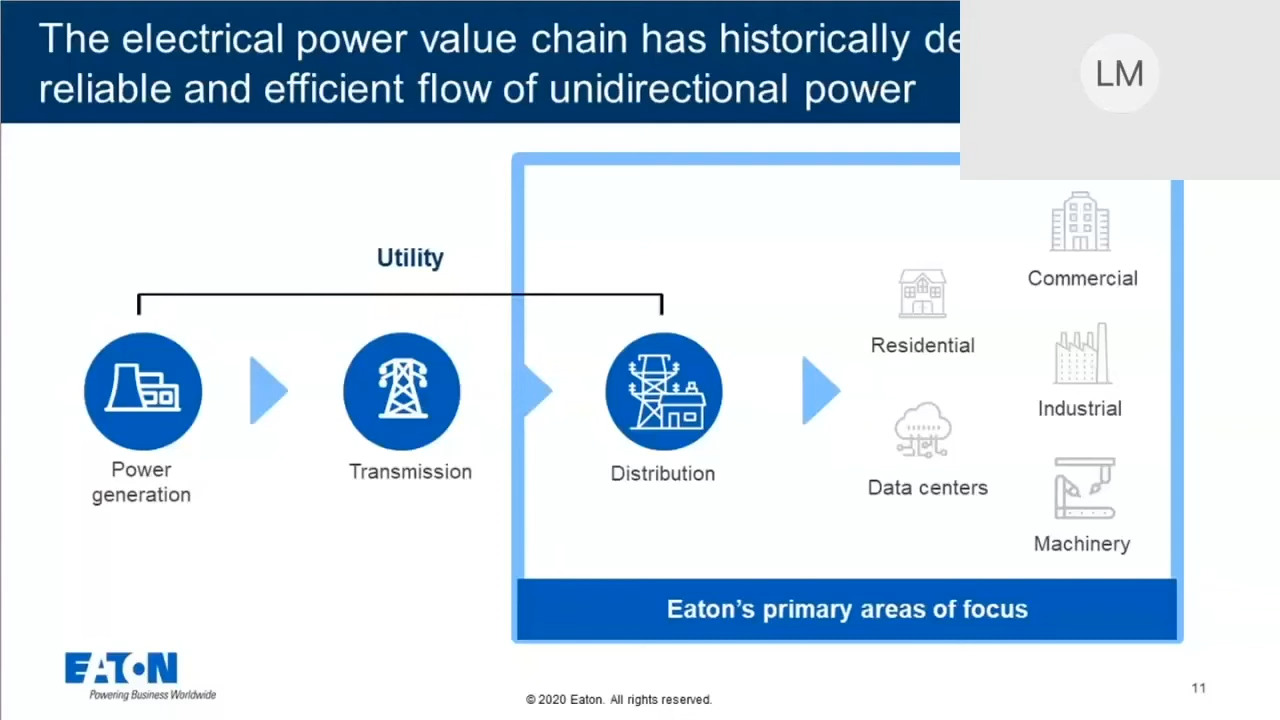 The electrical power value chain has historically
reliable and efficient flow of unidirectional power
LM
Utility
Power
generation
Transmission
Distribution
Residential
Data centers
Commercial
Industrial
Machinery
Eaton's primary areas of focus
EATON
Powering Business Worldwide
© 2020 Eaton. All rights reserved.
11